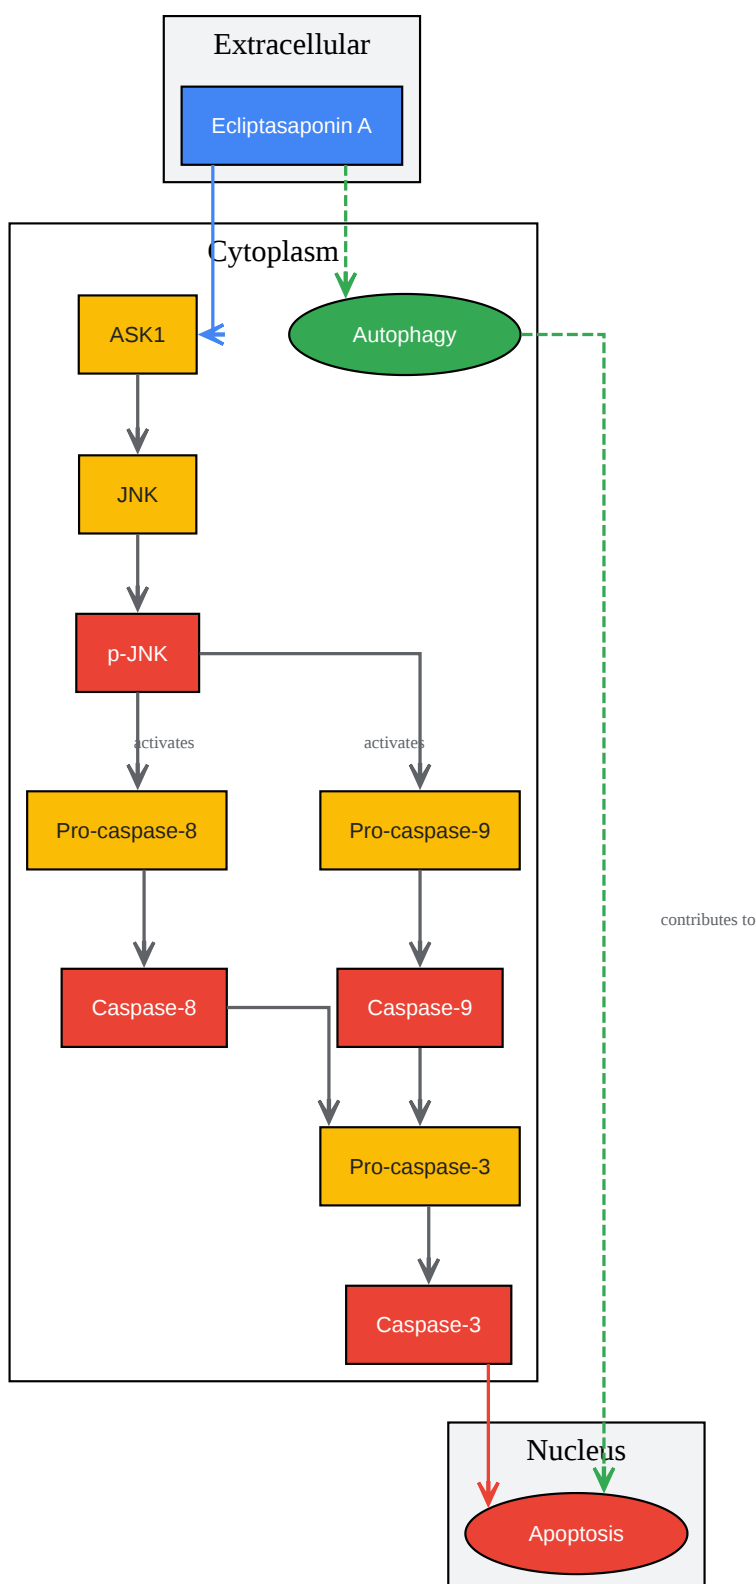 Extracellular
Ecliptasaponin A
Cytoplasm
ASK1
Autophagy
JNK
p-JNK
activates
activates
Pro-caspase-8
Pro-caspase-9
contributes to
Caspase-8
Caspase-9
Pro-caspase-3
Caspase-3
Nucleus
Apoptosis